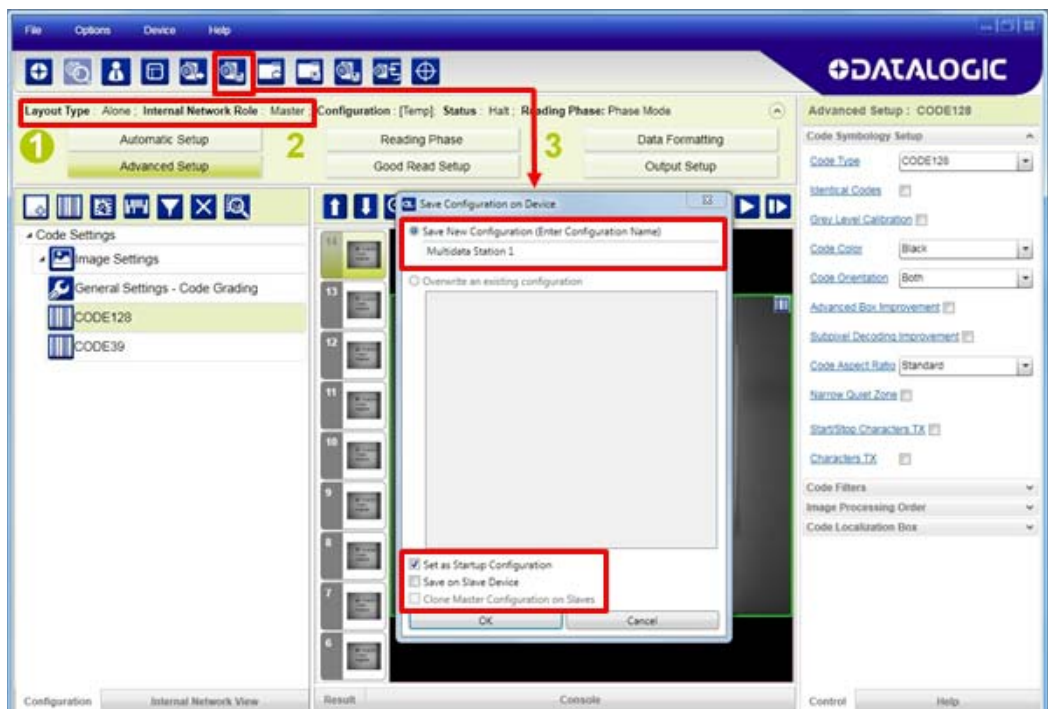 File Options Device Help
DATALOGIC
Layout Type : Alone ; Internal Network Role : Master ; Configuration : [Temp]; Status : Halt ; Reading Phase: Phase Mode
1 Automatic Setup 2 Reading Phase 3 Data Formatting
Advanced Setup Good Read Setup Output Setup
Code Settings
Image Settings
General Settings - Code Grading
CODE128
CODE39
14
13
12
11
10
9
8
7
6
Save Configuration on Device
Save New Configuration (Enter Configuration Name)
Multidata Station 1
Overwrite an existing configuration
Set as Startup Configuration
Save on Slave Device
Clone Master Configuration on Slaves
OK Cancel
Advanced Setup : CODE128
Code Symbology Setup
Code Type CODE128
Identical Codes
Grey Level Calibration
Code Color Black
Code Orientation Both
Advanced Box Improvement
Subpixel Decoding Improvement
Code Aspect Ratio Standard
Narrow Quiet Zone
Start/Stop Characters TX
Characters TX
Code Filters
Image Processing Order
Code Localization Box
Configuration Internal Network View Result Console Control Help